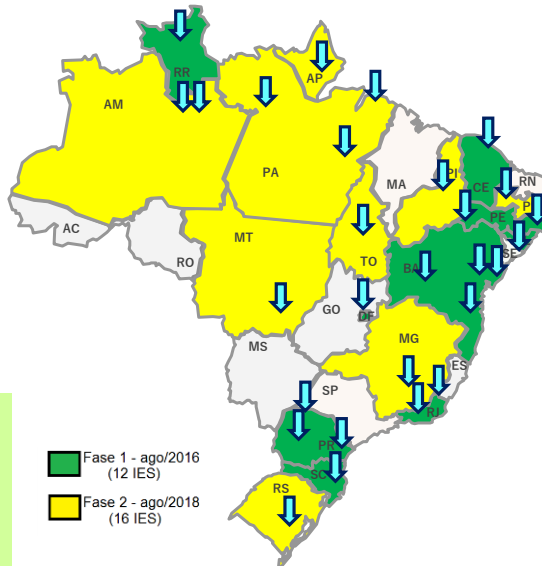 RR
AP
AM
PA
MA
PI
CE
RN
P
PE
AC
RO
MT
TO
BA
SE
GO
DF
MG
MS
ES
SP
RJ
PR
SC
RS
Fase 1 - ago/2016
(12 IES)
Fase 2 - ago/2018
(16 IES)